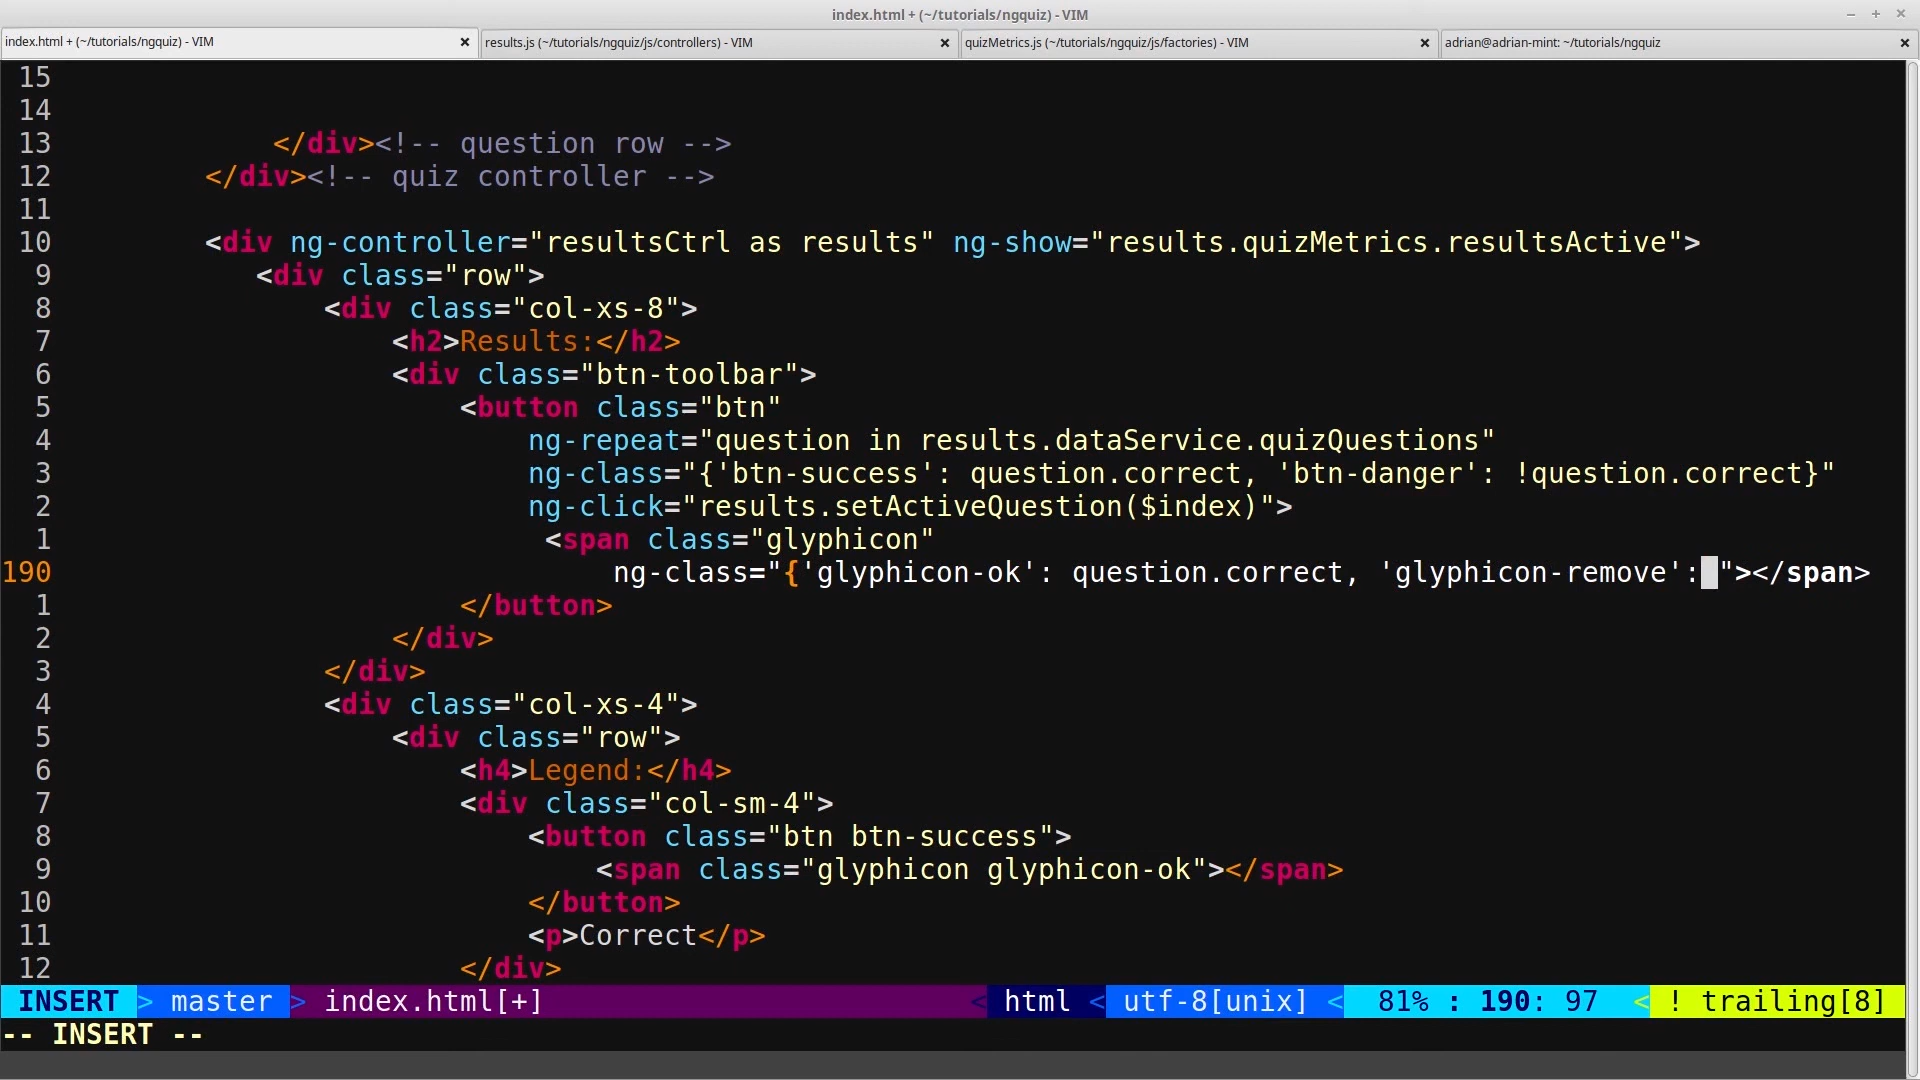 index.html + (~/tutorials/ngquiz) - VIM
index.html + (~/tutorials/ngquiz) - VIM
results.js (~/tutorials/ngquiz/js/controllers) - VIM
quizMetrics.js (~/tutorials/ngquiz/js/factories) - VIM
adrian@adrian-mint: ~/tutorials/ngquiz
15
14
13 </div><!-- question row -->
12 </div><!-- quiz controller -->
11
10 <div ng-controller="resultsCtrl as results" ng-show="results.quizMetrics.resultsActive">
9 <div class="row">
8 <div class="col-xs-8">
7 <h2>Results:</h2>
6 <div class="btn-toolbar">
5 <button class="btn"
4 ng-repeat="question in results.dataService.quizQuestions"
3 ng-class="{'btn-success': question.correct, 'btn-danger': !question.correct}"
2 ng-click="results.setActiveQuestion($index)">
1 <span class="glyphicon"
190 ng-class="{'glyphicon-ok': question.correct, 'glyphicon-remove': "></span>
1 </button>
2 </div>
3 </div>
4 <div class="col-xs-4">
5 <div class="row">
6 <h4>Legend:</h4>
7 <div class="col-sm-4">
8 <button class="btn btn-success">
9 <span class="glyphicon glyphicon-ok"></span>
10 </button>
11 <p>Correct</p>
12 </div>
INSERT > master > index.html[+] < html < utf-8[unix] < 81% : 190: 97 < ! trailing[8]
-- INSERT --